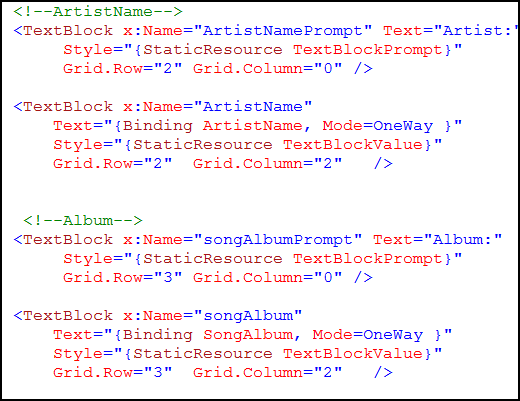 <!--ArtistName-->
<TextBlock x:Name="ArtistNamePrompt" Text="Artist:"
Style="{StaticResource TextBlockPrompt}"
Grid.Row="2" Grid.Column="0" />
<TextBlock x:Name="ArtistName"
Text="{Binding ArtistName, Mode=OneWay }"
Style="{StaticResource TextBlockValue}"
Grid.Row="2"  Grid.Column="2"   />
<!--Album-->
<TextBlock x:Name="songAlbumPrompt" Text="Album:"
Style="{StaticResource TextBlockPrompt}"
Grid.Row="3" Grid.Column="0" />
<TextBlock x:Name="songAlbum"
Text="{Binding SongAlbum, Mode=OneWay }"
Style="{StaticResource TextBlockValue}"
Grid.Row="3"  Grid.Column="2"   />